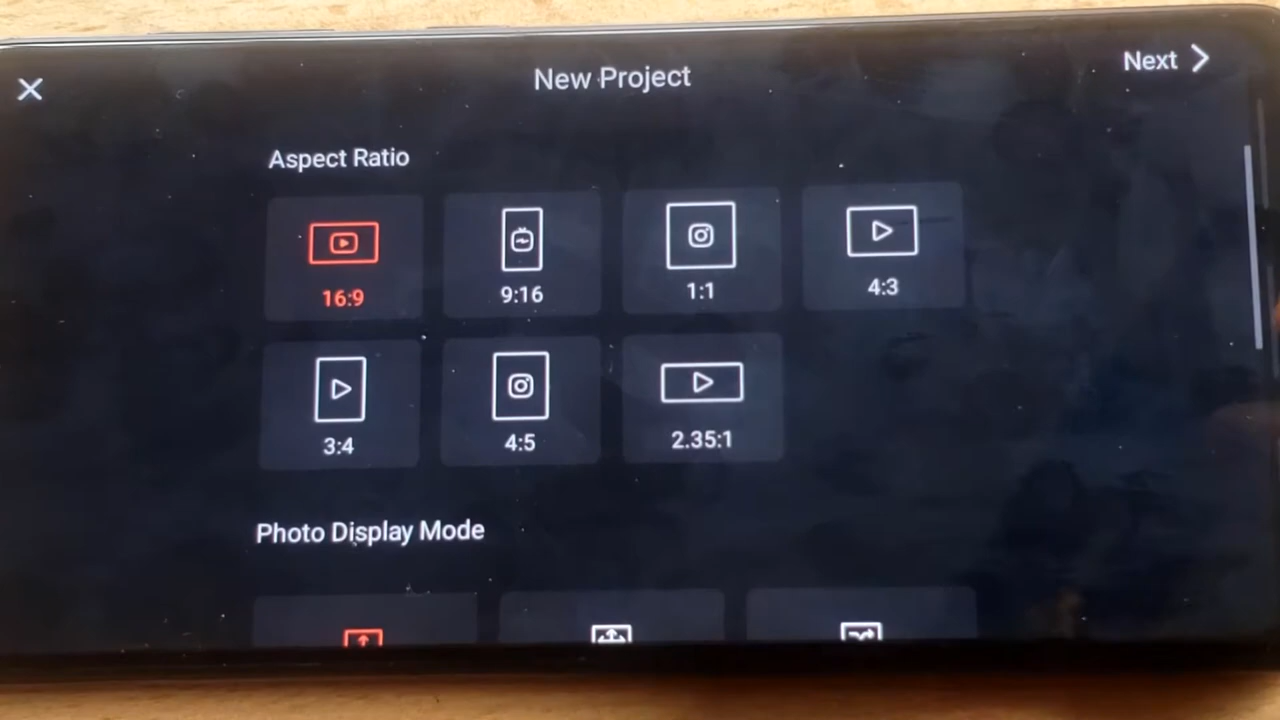 New Project
Next
Aspect Ratio
16:9
9:16
1:1
4:3
3:4
4:5
2.35:1
Photo Display Mode